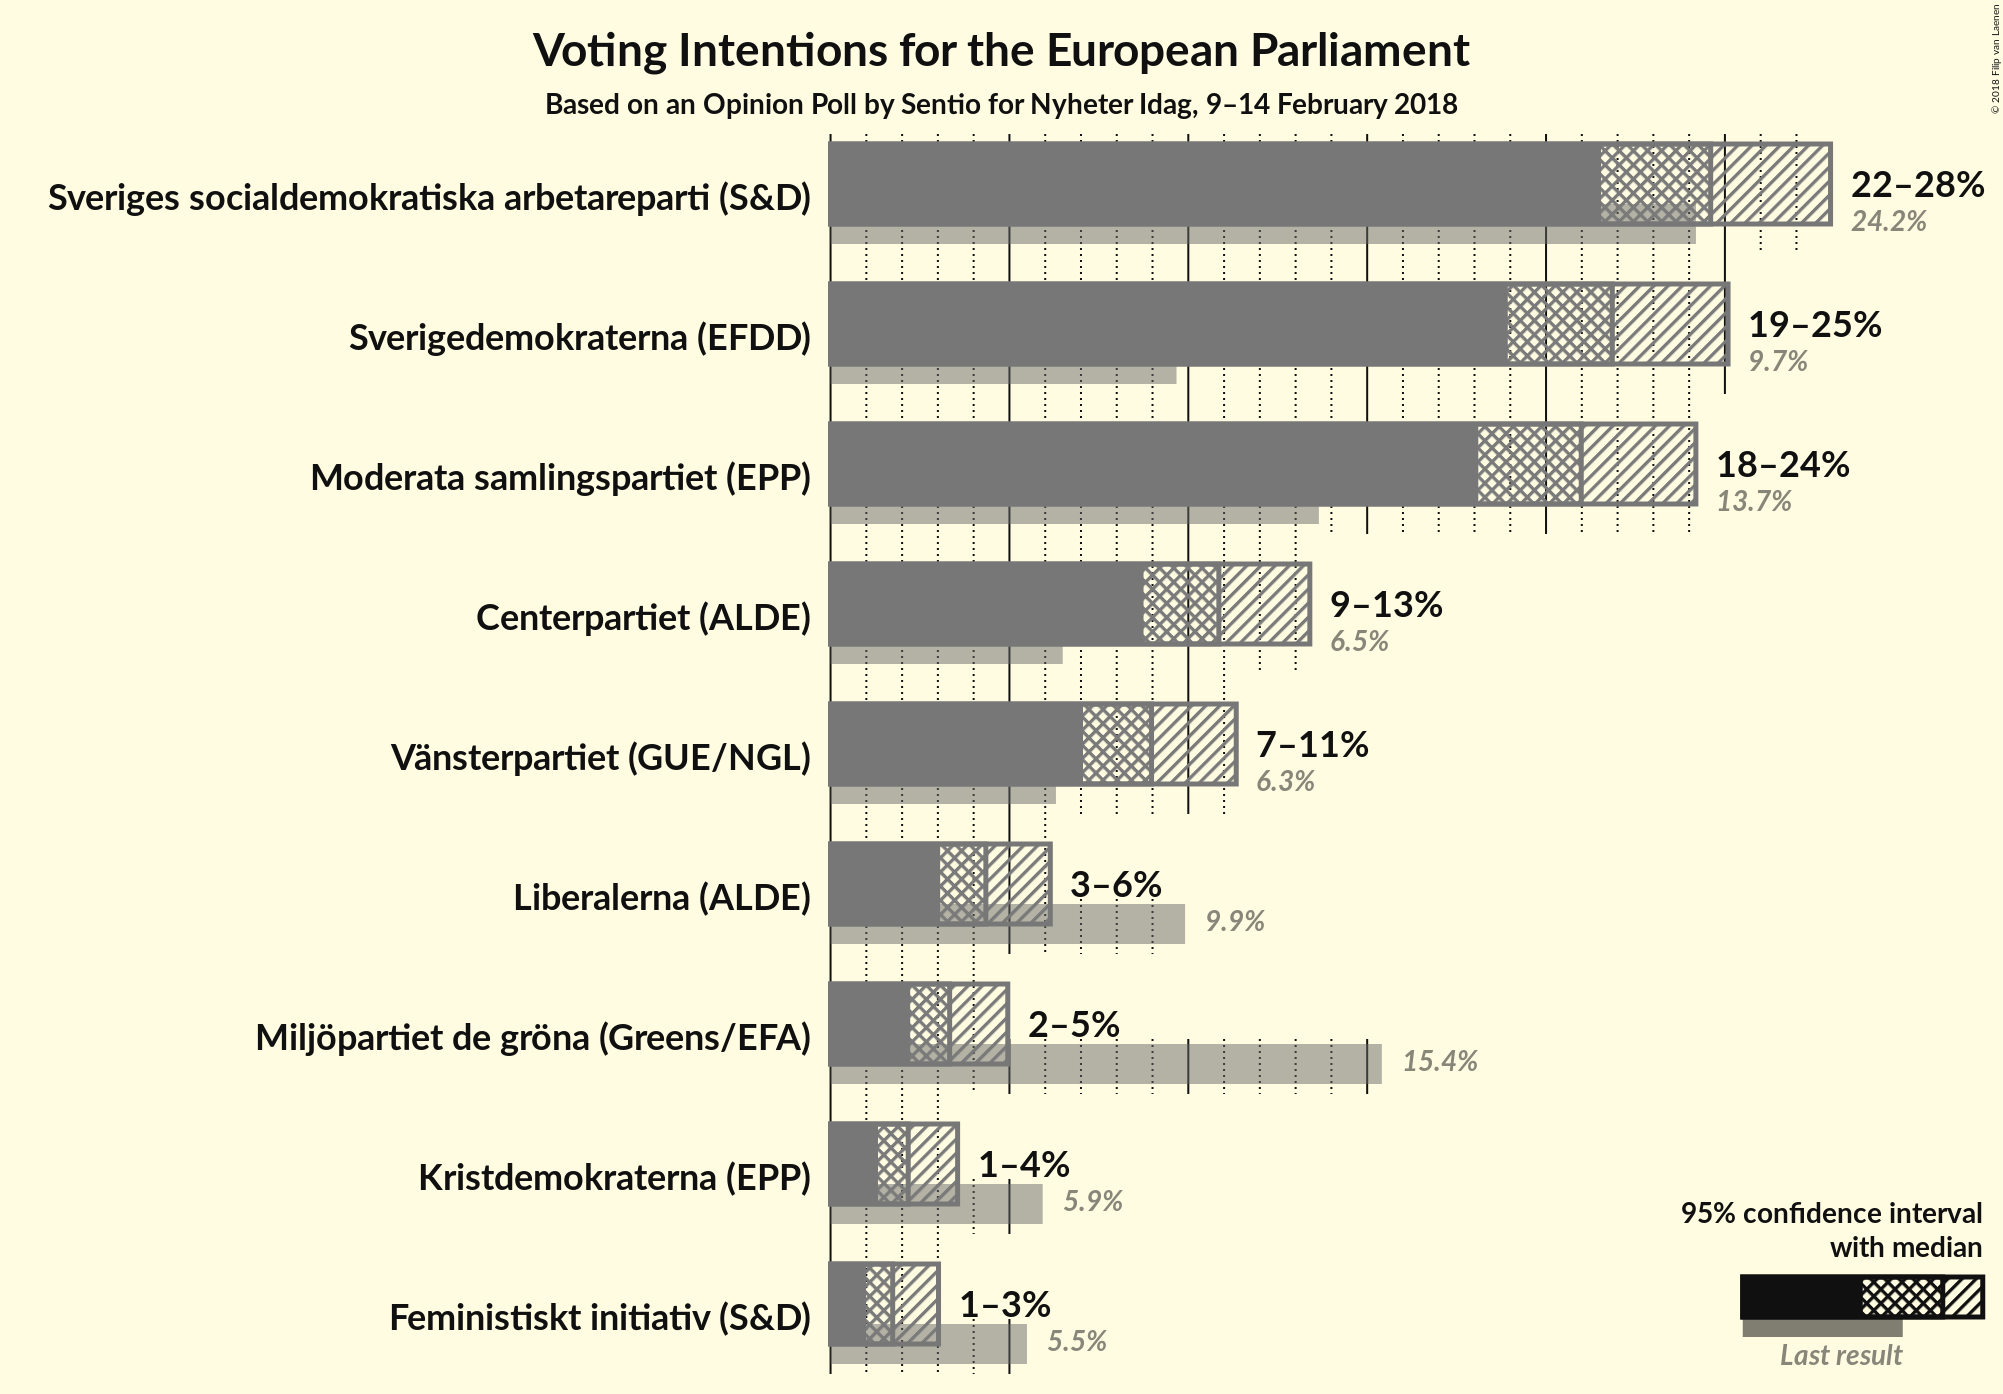 © 2018 Filip van Laenen
Voting Intentions for the European Parliament
Based on an Opinion Poll by Sentio for Nyheter Idag, 9–14 February 2018
Sveriges socialdemokratiska arbetareparti (S&D)
22–28%
24.2%
Sverigedemokraterna (EFDD)
19–25%
9.7%
Moderata samlingspartiet (EPP)
18–24%
13.7%
Centerpartiet (ALDE)
9–13%
6.5%
Vänsterpartiet (GUE/NGL)
7–11%
6.3%
Liberalerna (ALDE)
3–6%
9.9%
Miljöpartiet de gröna (Greens/EFA)
2–5%
15.4%
Kristdemokraterna (EPP)
1–4%
5.9%
Feministiskt initiativ (S&D)
1–3%
5.5%
95% confidence interval
with median
Last result